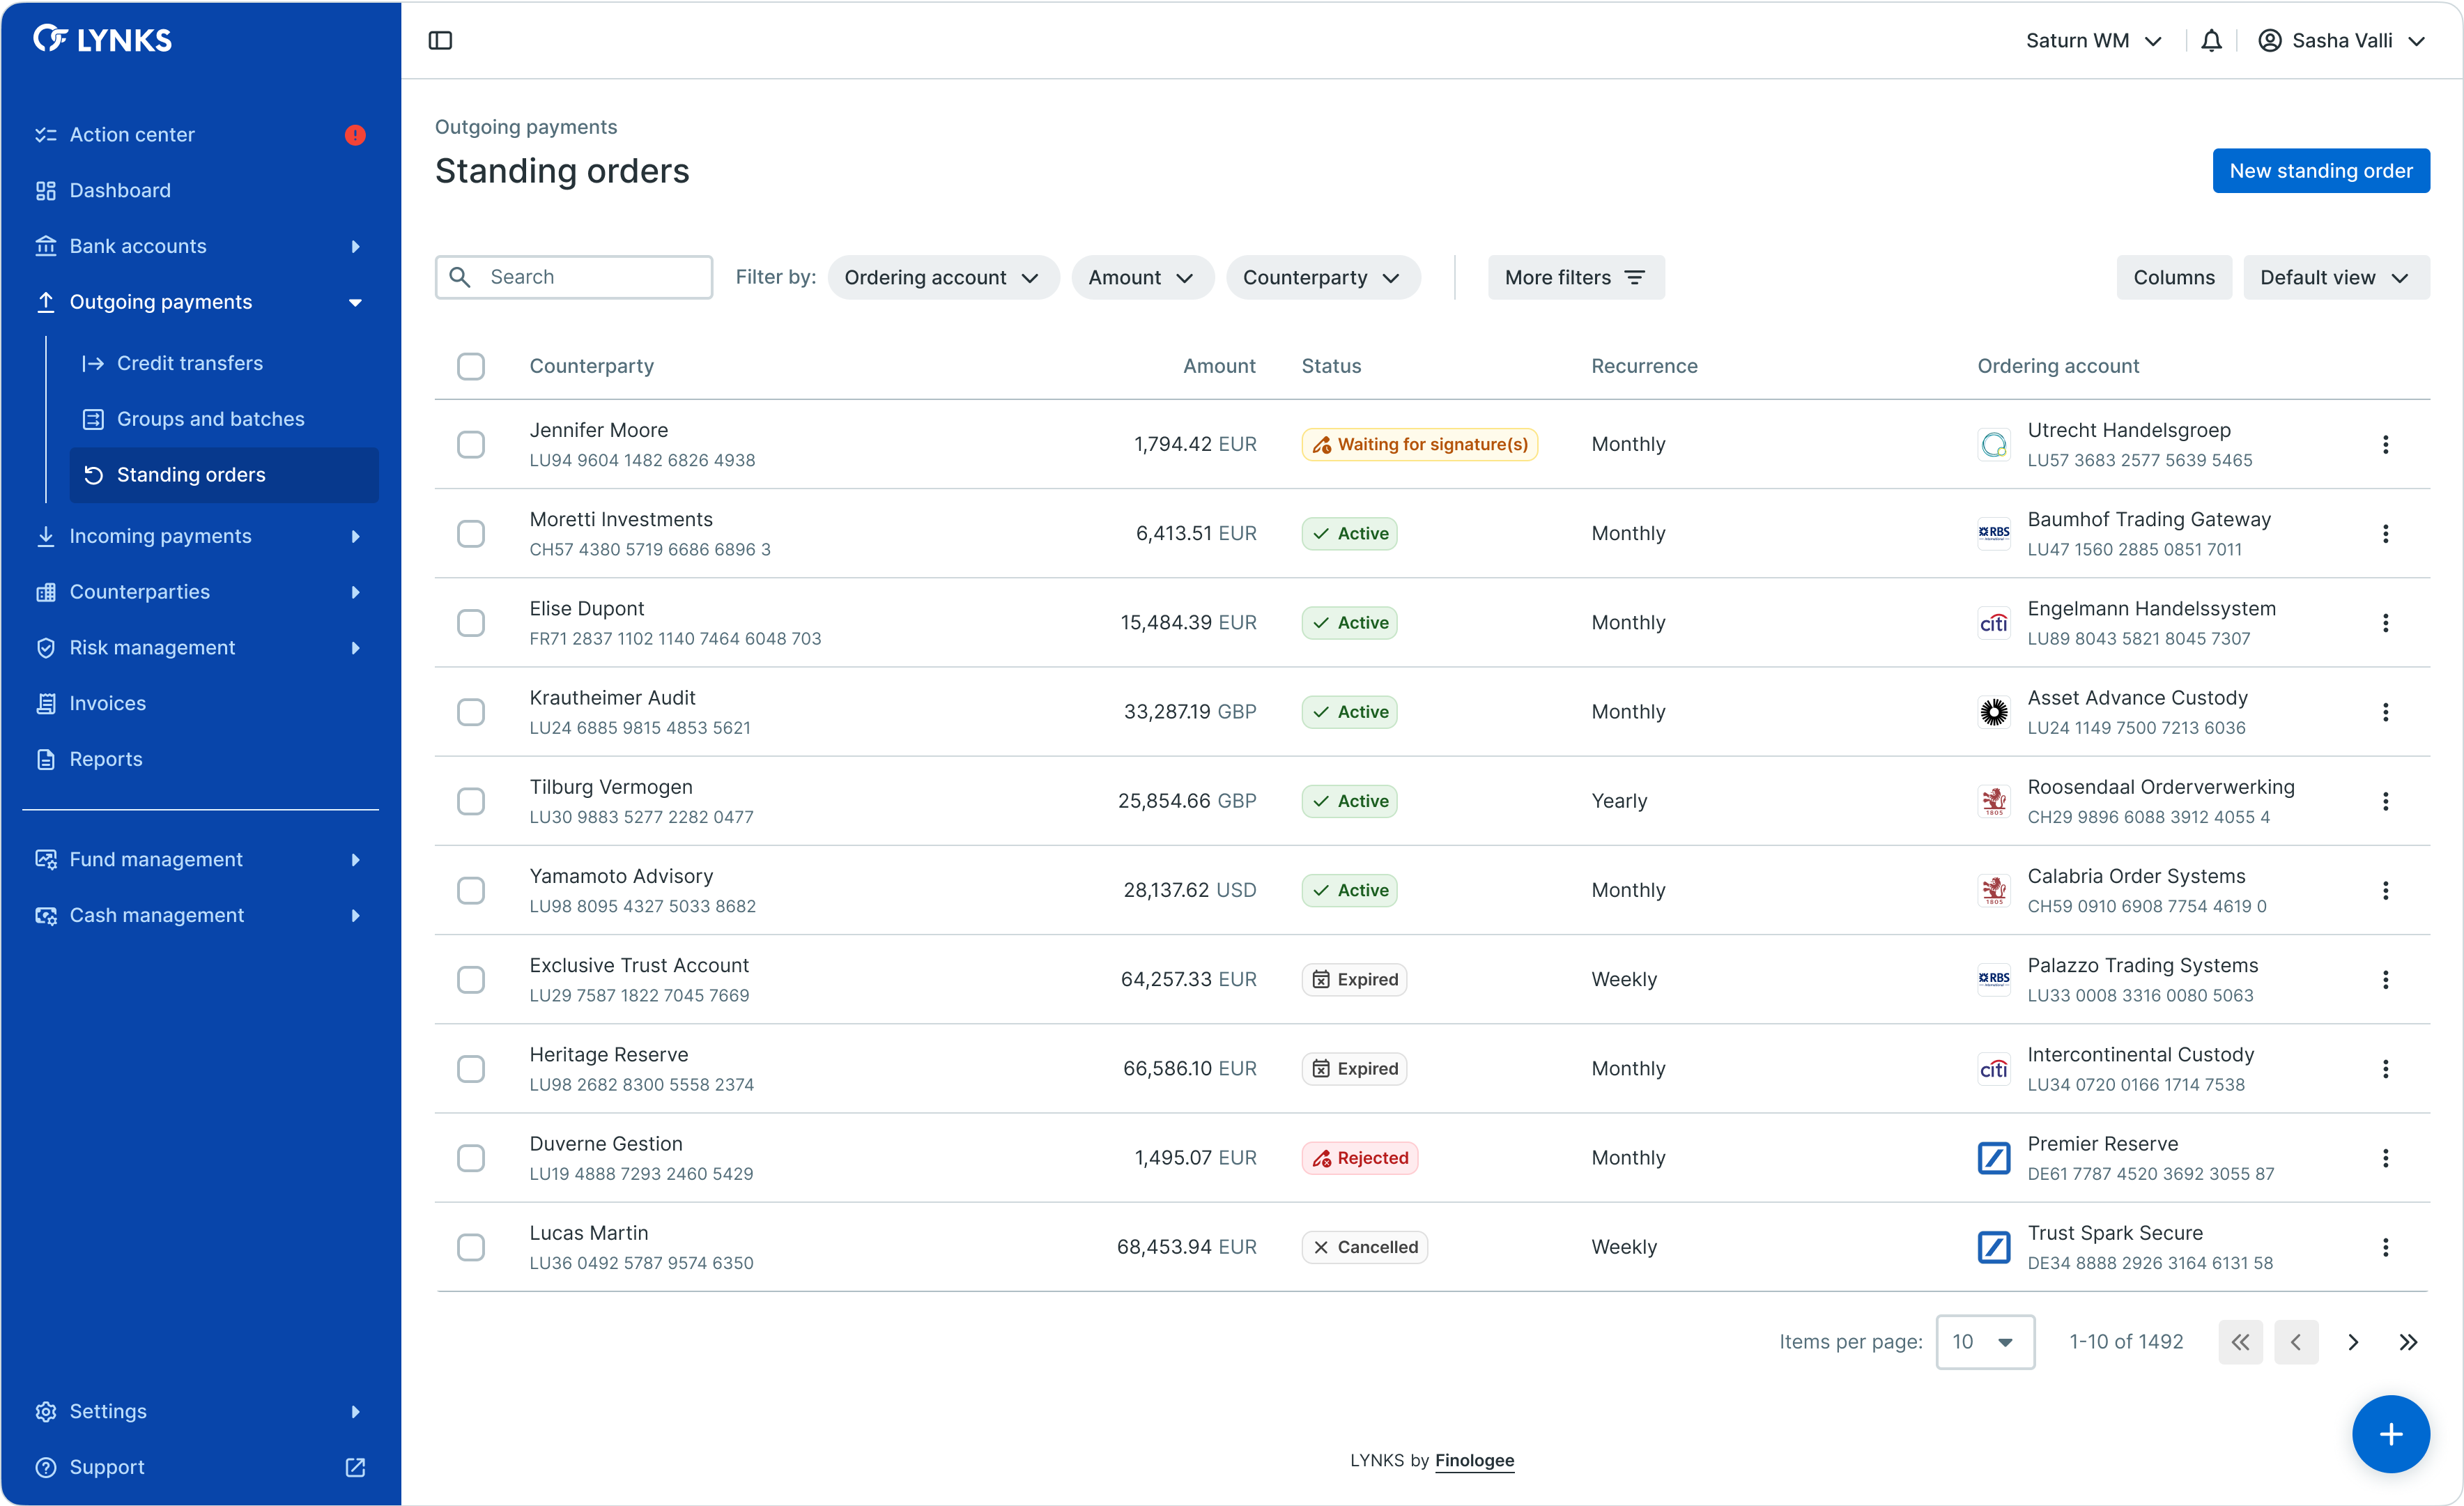 LYNKS
Saturn WM
Sasha Valli
Action center
Dashboard
Bank accounts
Outgoing payments
Credit transfers
Groups and batches
Standing orders
Incoming payments
Counterparties
Risk management
Invoices
Reports
Fund management
Cash management
Settings
Support
Outgoing payments
Standing orders
New standing order
Search
Filter by:
Ordering account
Amount
Counterparty
More filters
Columns
Default view
Counterparty Amount Status Recurrence Ordering account
Jennifer Moore
LU94 9604 1482 6826 4938
1,794.42 EUR
Waiting for signature(s)
Monthly
Utrecht Handelsgroep
LU57 3683 2577 5639 5465
Moretti Investments
CH57 4380 5719 6686 6896 3
6,413.51 EUR
Active
Monthly
RBS
Baumhof Trading Gateway
LU47 1560 2885 0851 7011
Elise Dupont
FR71 2837 1102 1140 7464 6048 703
15,484.39 EUR
Active
Monthly
citi
Engelmann Handelssystem
LU89 8043 5821 8045 7307
Krautheimer Audit
LU24 6885 9815 4853 5621
33,287.19 GBP
Active
Monthly
Asset Advance Custody
LU24 1149 7500 7213 6036
Tilburg Vermogen
LU30 9883 5277 2282 0477
25,854.66 GBP
Active
Yearly
1805
Roosendaal Orderverwerking
CH29 9896 6088 3912 4055 4
Yamamoto Advisory
LU98 8095 4327 5033 8682
28,137.62 USD
Active
Monthly
1805
Calabria Order Systems
CH59 0910 6908 7754 4619 0
Exclusive Trust Account
LU29 7587 1822 7045 7669
64,257.33 EUR
Expired
Weekly
RBS
Palazzo Trading Systems
LU33 0008 3316 0080 5063
Heritage Reserve
LU98 2682 8300 5558 2374
66,586.10 EUR
Expired
Monthly
citi
Intercontinental Custody
LU34 0720 0166 1714 7538
Duverne Gestion
LU19 4888 7293 2460 5429
1,495.07 EUR
Rejected
Monthly
Premier Reserve
DE61 7787 4520 3692 3055 87
Lucas Martin
LU36 0492 5787 9574 6350
68,453.94 EUR
Cancelled
Weekly
Trust Spark Secure
DE34 8888 2926 3164 6131 58
Items per page:
10
1-10 of 1492
LYNKS by Finologee